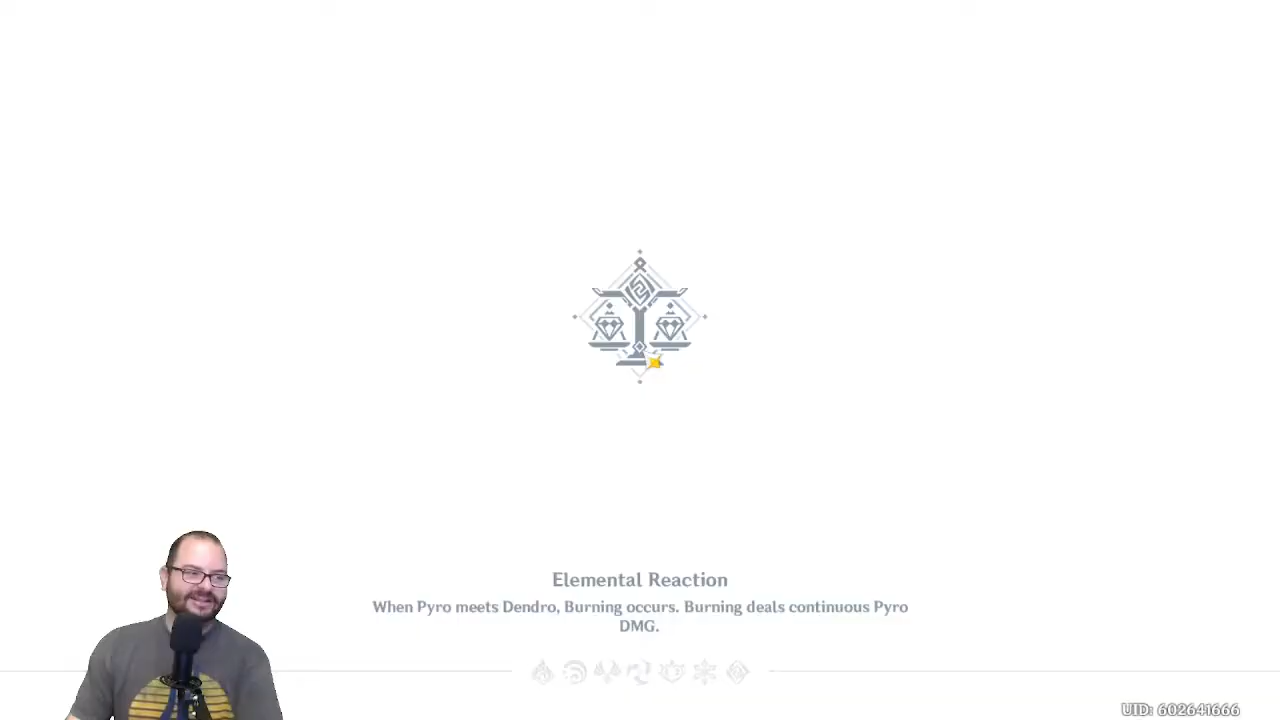 Elemental Reaction
When Pyro meets Dendro, Burning occurs. Burning deals continuous Pyro
DMG.
UID: 602641666